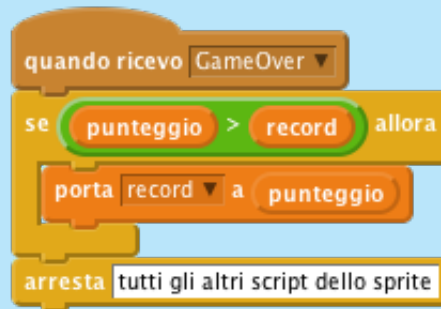 quando ricevo GameOver
se punteggio > record allora
porta record a punteggio
arresta tutti gli altri script dello sprite